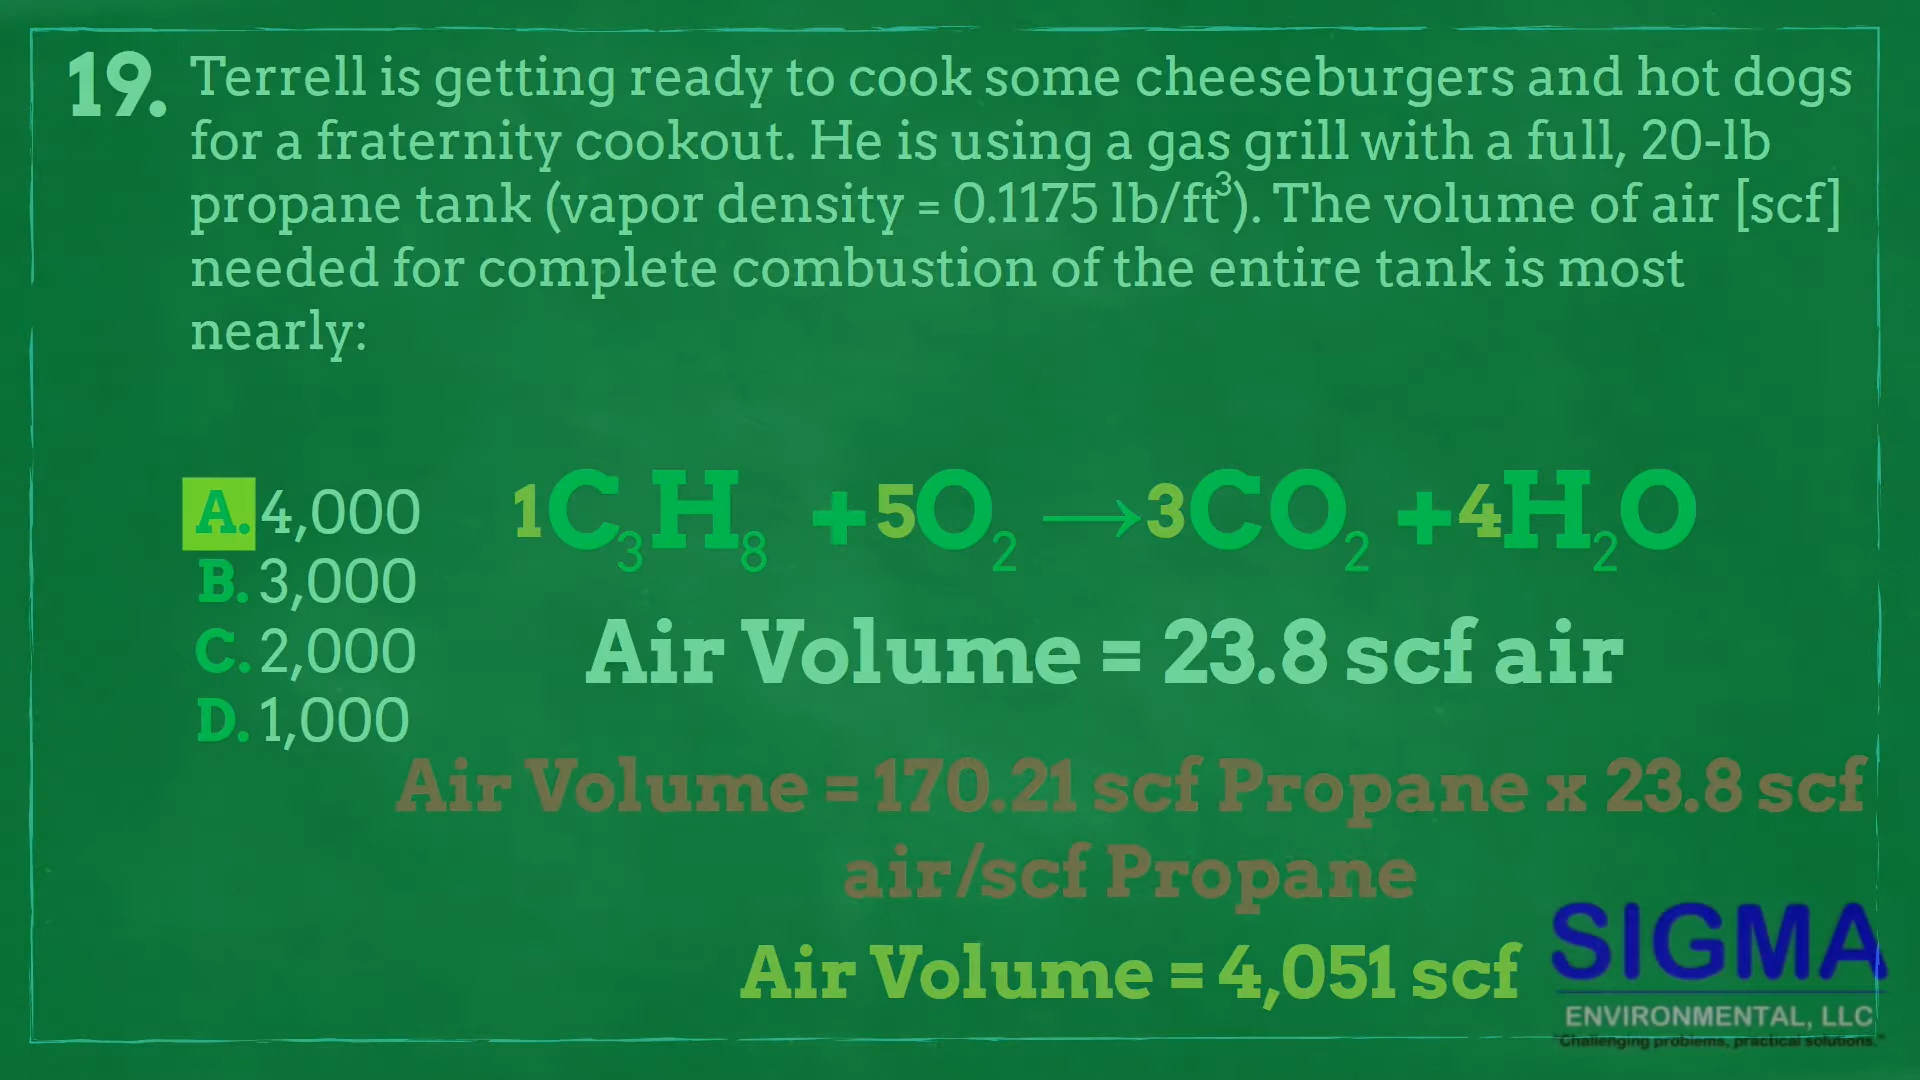 19. Terrell is getting ready to cook some cheeseburgers and hot dogs
for a fraternity cookout. He is using a gas grill with a full, 20-lb
propane tank (vapor density = 0.1175 lb/ft³). The volume of air [scf]
needed for complete combustion of the entire tank is most
nearly:
A. 4,000
B. 3,000
C. 2,000
D. 1,000
1C₃H₈ + 5O₂ → 3CO₂ + 4H₂O
Air Volume = 23.8 scf air
Air Volume = 170.21 scf Propane x 23.8 scf
air/scf Propane
Air Volume = 4,051 scf
SIGMA
ENVIRONMENTAL, LLC
"Challenging problems, practical solutions."